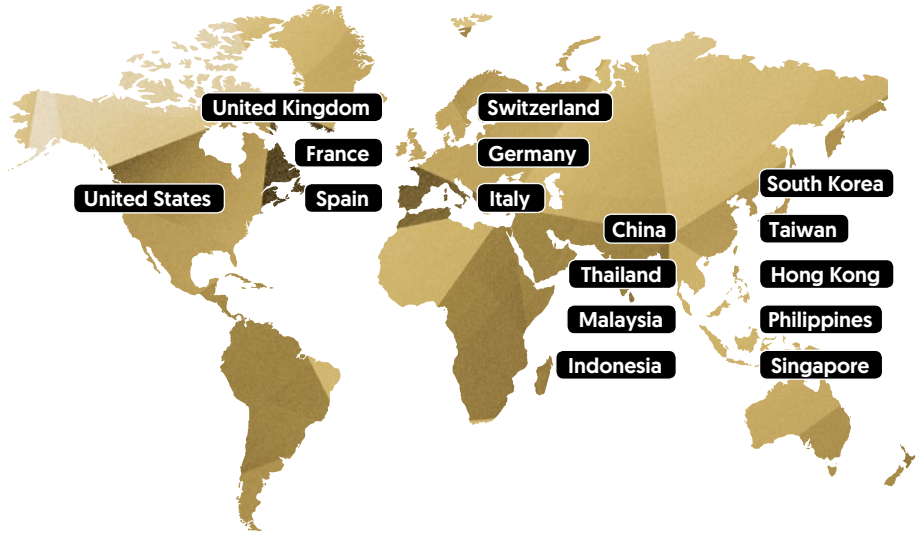 United Kingdom
Switzerland
France
Germany
United States
Spain
Italy
South Korea
China
Taiwan
Thailand
Hong Kong
Malaysia
Philippines
Indonesia
Singapore